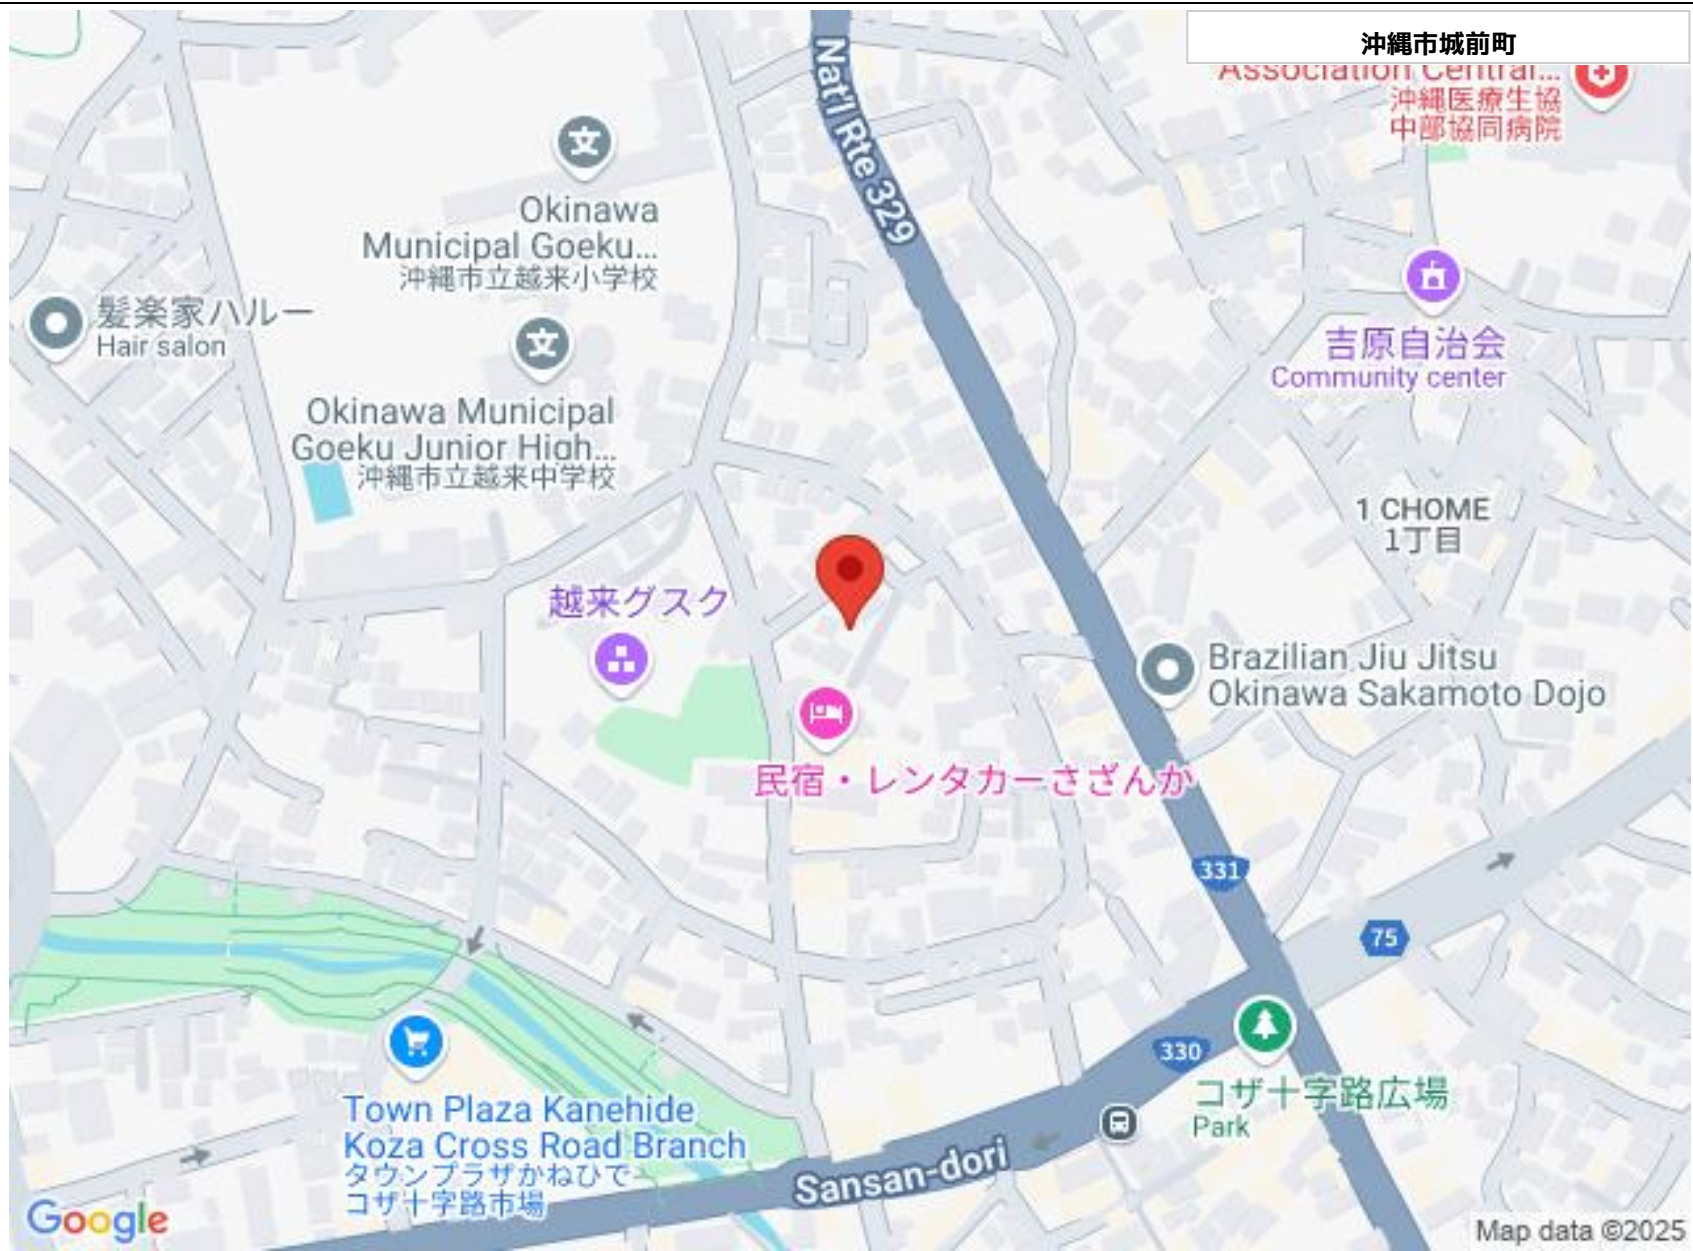 沖縄市城前町
Association Central...
沖縄医療生協
中部協同病院
Nat'l Rte 329
Okinawa
Municipal Goeku...
沖縄市立越来小学校
髪楽家ハルー
Hair salon
吉原自治会
Community center
Okinawa Municipal
Goeku Junior High...
沖縄市立越来中学校
1 CHOME
1丁目
越来グスク
Brazilian Jiu Jitsu
Okinawa Sakamoto Dojo
民宿・レンタカーさざんか
331
75
330
コザ十字路広場
Park
Town Plaza Kanehide
Koza Cross Road Branch
タウンプラザかねひで
コザ十字路市場
Sansan-dori
Google
Map data ©2025